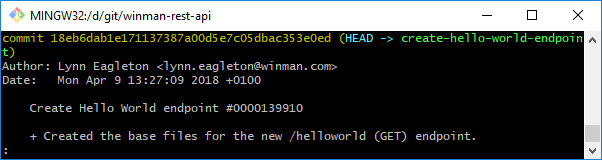 MINGW32:/d/git/winman-rest-api
commit 18eb6dab1e171137387a00d5e7c05dbac353e0ed (HEAD -> create-hello-world-endpoin
t)
Author: Lynn Eagleton <lynn.eagleton@winman.com>
Date:   Mon Apr 9 13:27:09 2018 +0100
    Create Hello World endpoint #0000139910
    + Created the base files for the new /helloworld (GET) endpoint.
: